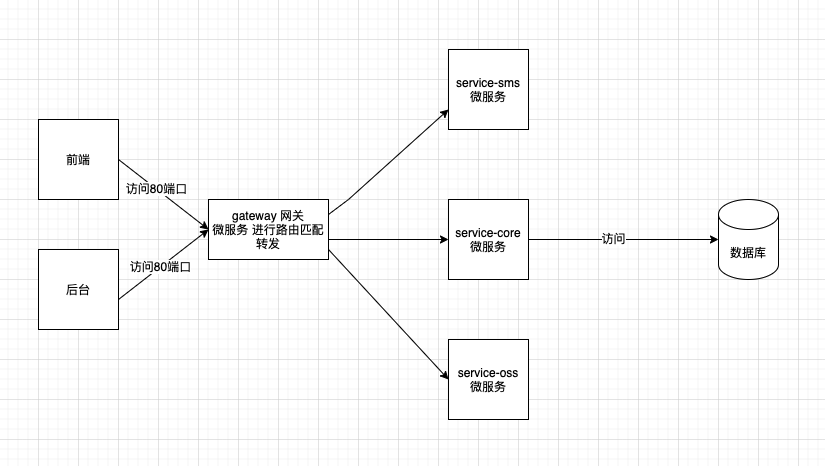 service-sms
微服务
前端
访问80端口
gateway 网关
微服务 进行路由匹配
转发
service-core
微服务
访问
数据库
访问80端口
后台
service-oss
微服务